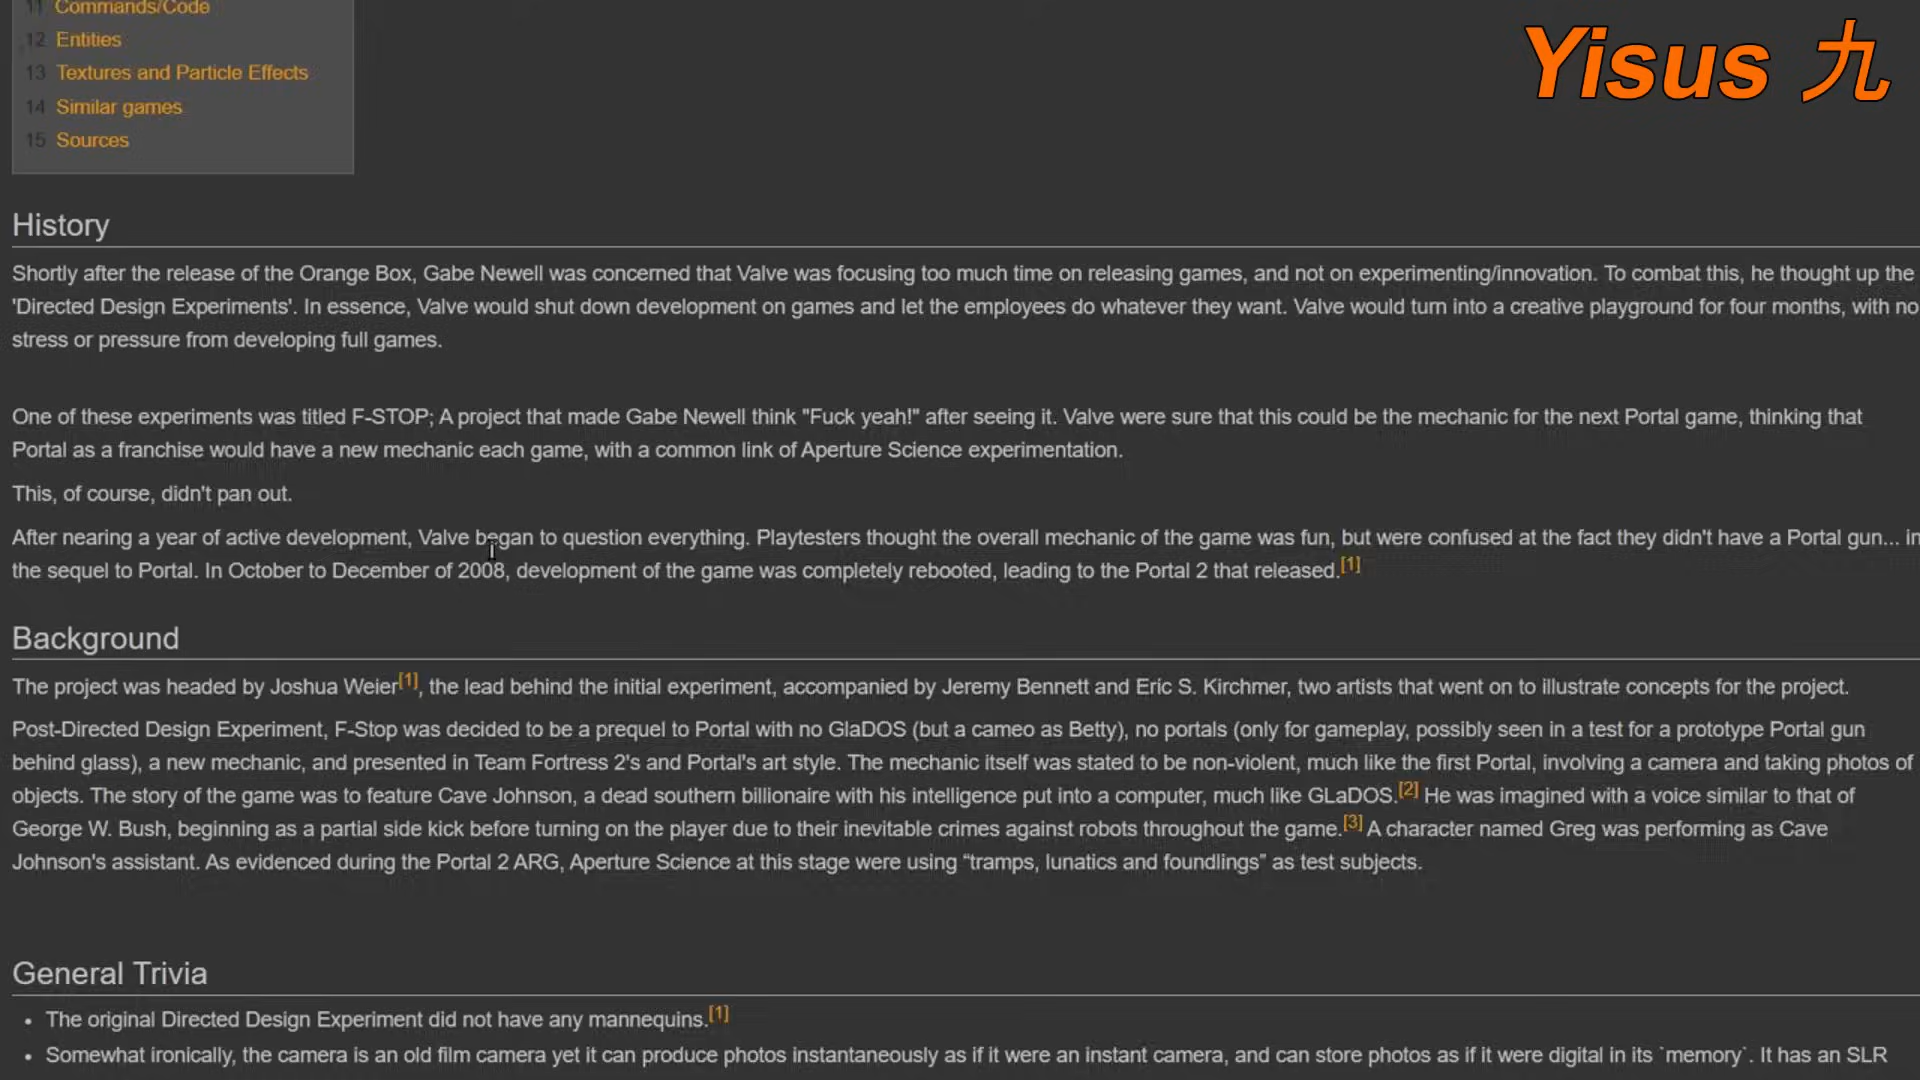 11 Commands/Code
12 Entities
13 Textures and Particle Effects
14 Similar games
15 Sources
Yisus 九
History
Shortly after the release of the Orange Box, Gabe Newell was concerned that Valve was focusing too much time on releasing games, and not on experimenting/innovation. To combat this, he thought up the
'Directed Design Experiments'. In essence, Valve would shut down development on games and let the employees do whatever they want. Valve would turn into a creative playground for four months, with no
stress or pressure from developing full games.
One of these experiments was titled F-STOP; A project that made Gabe Newell think "Fuck yeah!" after seeing it. Valve were sure that this could be the mechanic for the next Portal game, thinking that
Portal as a franchise would have a new mechanic each game, with a common link of Aperture Science experimentation.
This, of course, didn't pan out.
After nearing a year of active development, Valve began to question everything. Playtesters thought the overall mechanic of the game was fun, but were confused at the fact they didn't have a Portal gun... in
the sequel to Portal. In October to December of 2008, development of the game was completely rebooted, leading to the Portal 2 that released.[1]
Background
The project was headed by Joshua Weier[1], the lead behind the initial experiment, accompanied by Jeremy Bennett and Eric S. Kirchmer, two artists that went on to illustrate concepts for the project.
Post-Directed Design Experiment, F-Stop was decided to be a prequel to Portal with no GlaDOS (but a cameo as Betty), no portals (only for gameplay, possibly seen in a test for a prototype Portal gun
behind glass), a new mechanic, and presented in Team Fortress 2's and Portal's art style. The mechanic itself was stated to be non-violent, much like the first Portal, involving a camera and taking photos of
objects. The story of the game was to feature Cave Johnson, a dead southern billionaire with his intelligence put into a computer, much like GLaDOS.[2] He was imagined with a voice similar to that of
George W. Bush, beginning as a partial side kick before turning on the player due to their inevitable crimes against robots throughout the game.[3] A character named Greg was performing as Cave
Johnson's assistant. As evidenced during the Portal 2 ARG, Aperture Science at this stage were using “tramps, lunatics and foundlings” as test subjects.
General Trivia
• The original Directed Design Experiment did not have any mannequins.[1]
• Somewhat ironically, the camera is an old film camera yet it can produce photos instantaneously as if it were an instant camera, and can store photos as if it were digital in its `memory`. It has an SLR